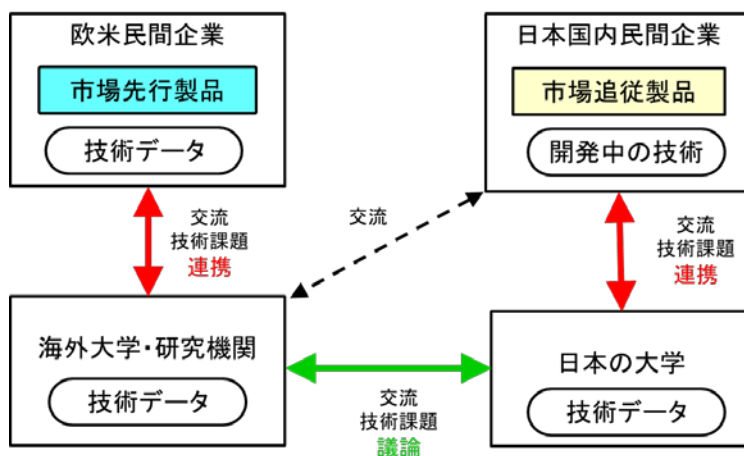 欧米民間企業
市場先行製品
技術データ
日本国内民間企業
市場追従製品
開発中の技術
交流
技術課題
連携
交流
交流
技術課題
連携
海外大学・研究機関
技術データ
日本の大学
技術データ
交流
技術課題
議論